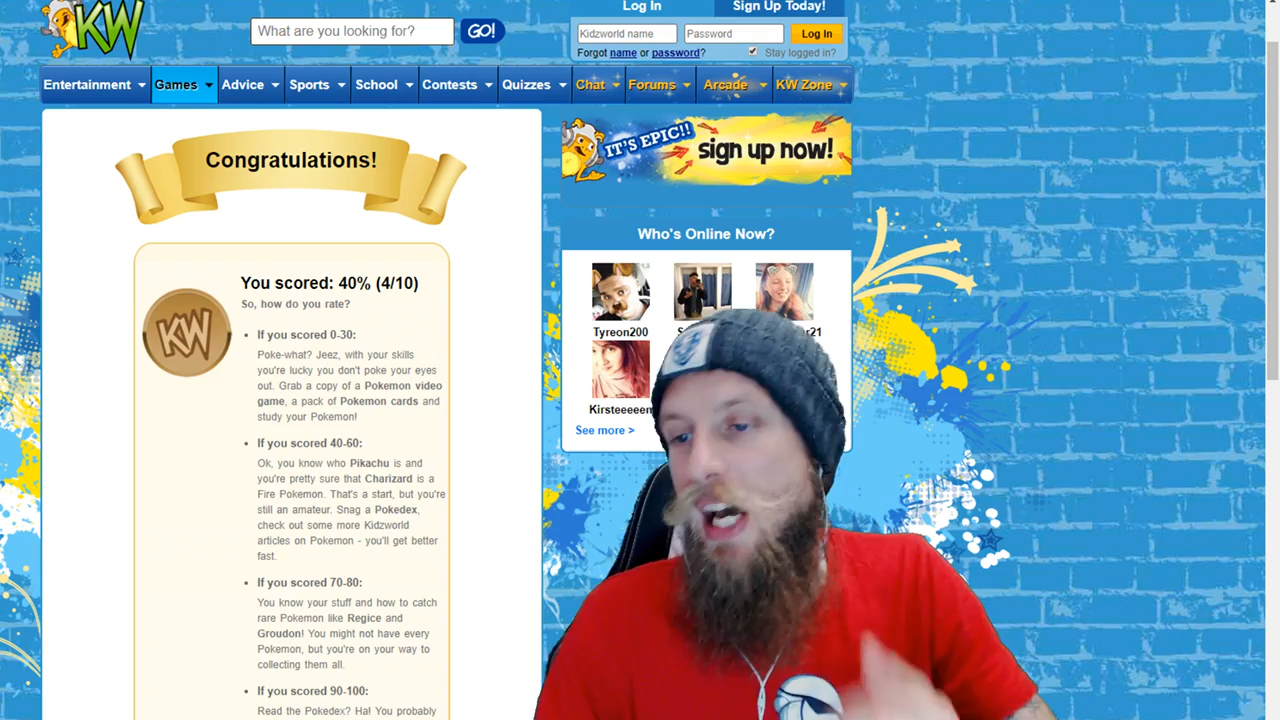 KW
What are you looking for?
GO!
Log In
Sign Up Today!
Kidzworld name
Password
Log In
Forgot name or password?
Stay logged in?
Entertainment
Games
Advice
Sports
School
Contests
Quizzes
Chat
Forums
Arcade
KW Zone
Congratulations!
KW
You scored: 40% (4/10)
So, how do you rate?
If you scored 0-30:
Poke-what? Jeez, with your skills
you're lucky you don't poke your eyes
out. Grab a copy of a Pokemon video
game, a pack of Pokemon cards and
study your Pokemon!
If you scored 40-60:
Ok, you know who Pikachu is and
you're pretty sure that Charizard is a
Fire Pokemon. That's a start, but you're
still an amateur. Snag a Pokedex,
check out some more Kidzworld
articles on Pokemon - you'll get better
fast.
If you scored 70-80:
You know your stuff and how to catch
rare Pokemon like Regice and
Groudon! You might not have every
Pokemon, but you're on your way to
collecting them all.
If you scored 90-100:
Read the Pokedex? Ha! You probably
IT'S EPIC!!
sign up now!
Who's Online Now?
Tyreon200
Kirsteeeen
See more >